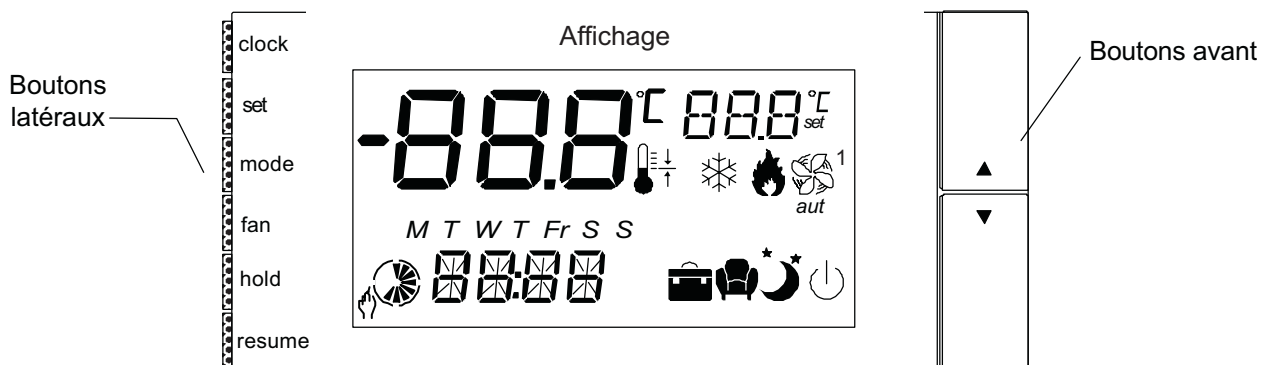 Affichage
Boutons
latéraux
clock
set
mode
fan
hold
resume
-88.8 °C
88.8 °C
set
1
aut
M T W T Fr S S
88:88
Boutons avant
▲
▼